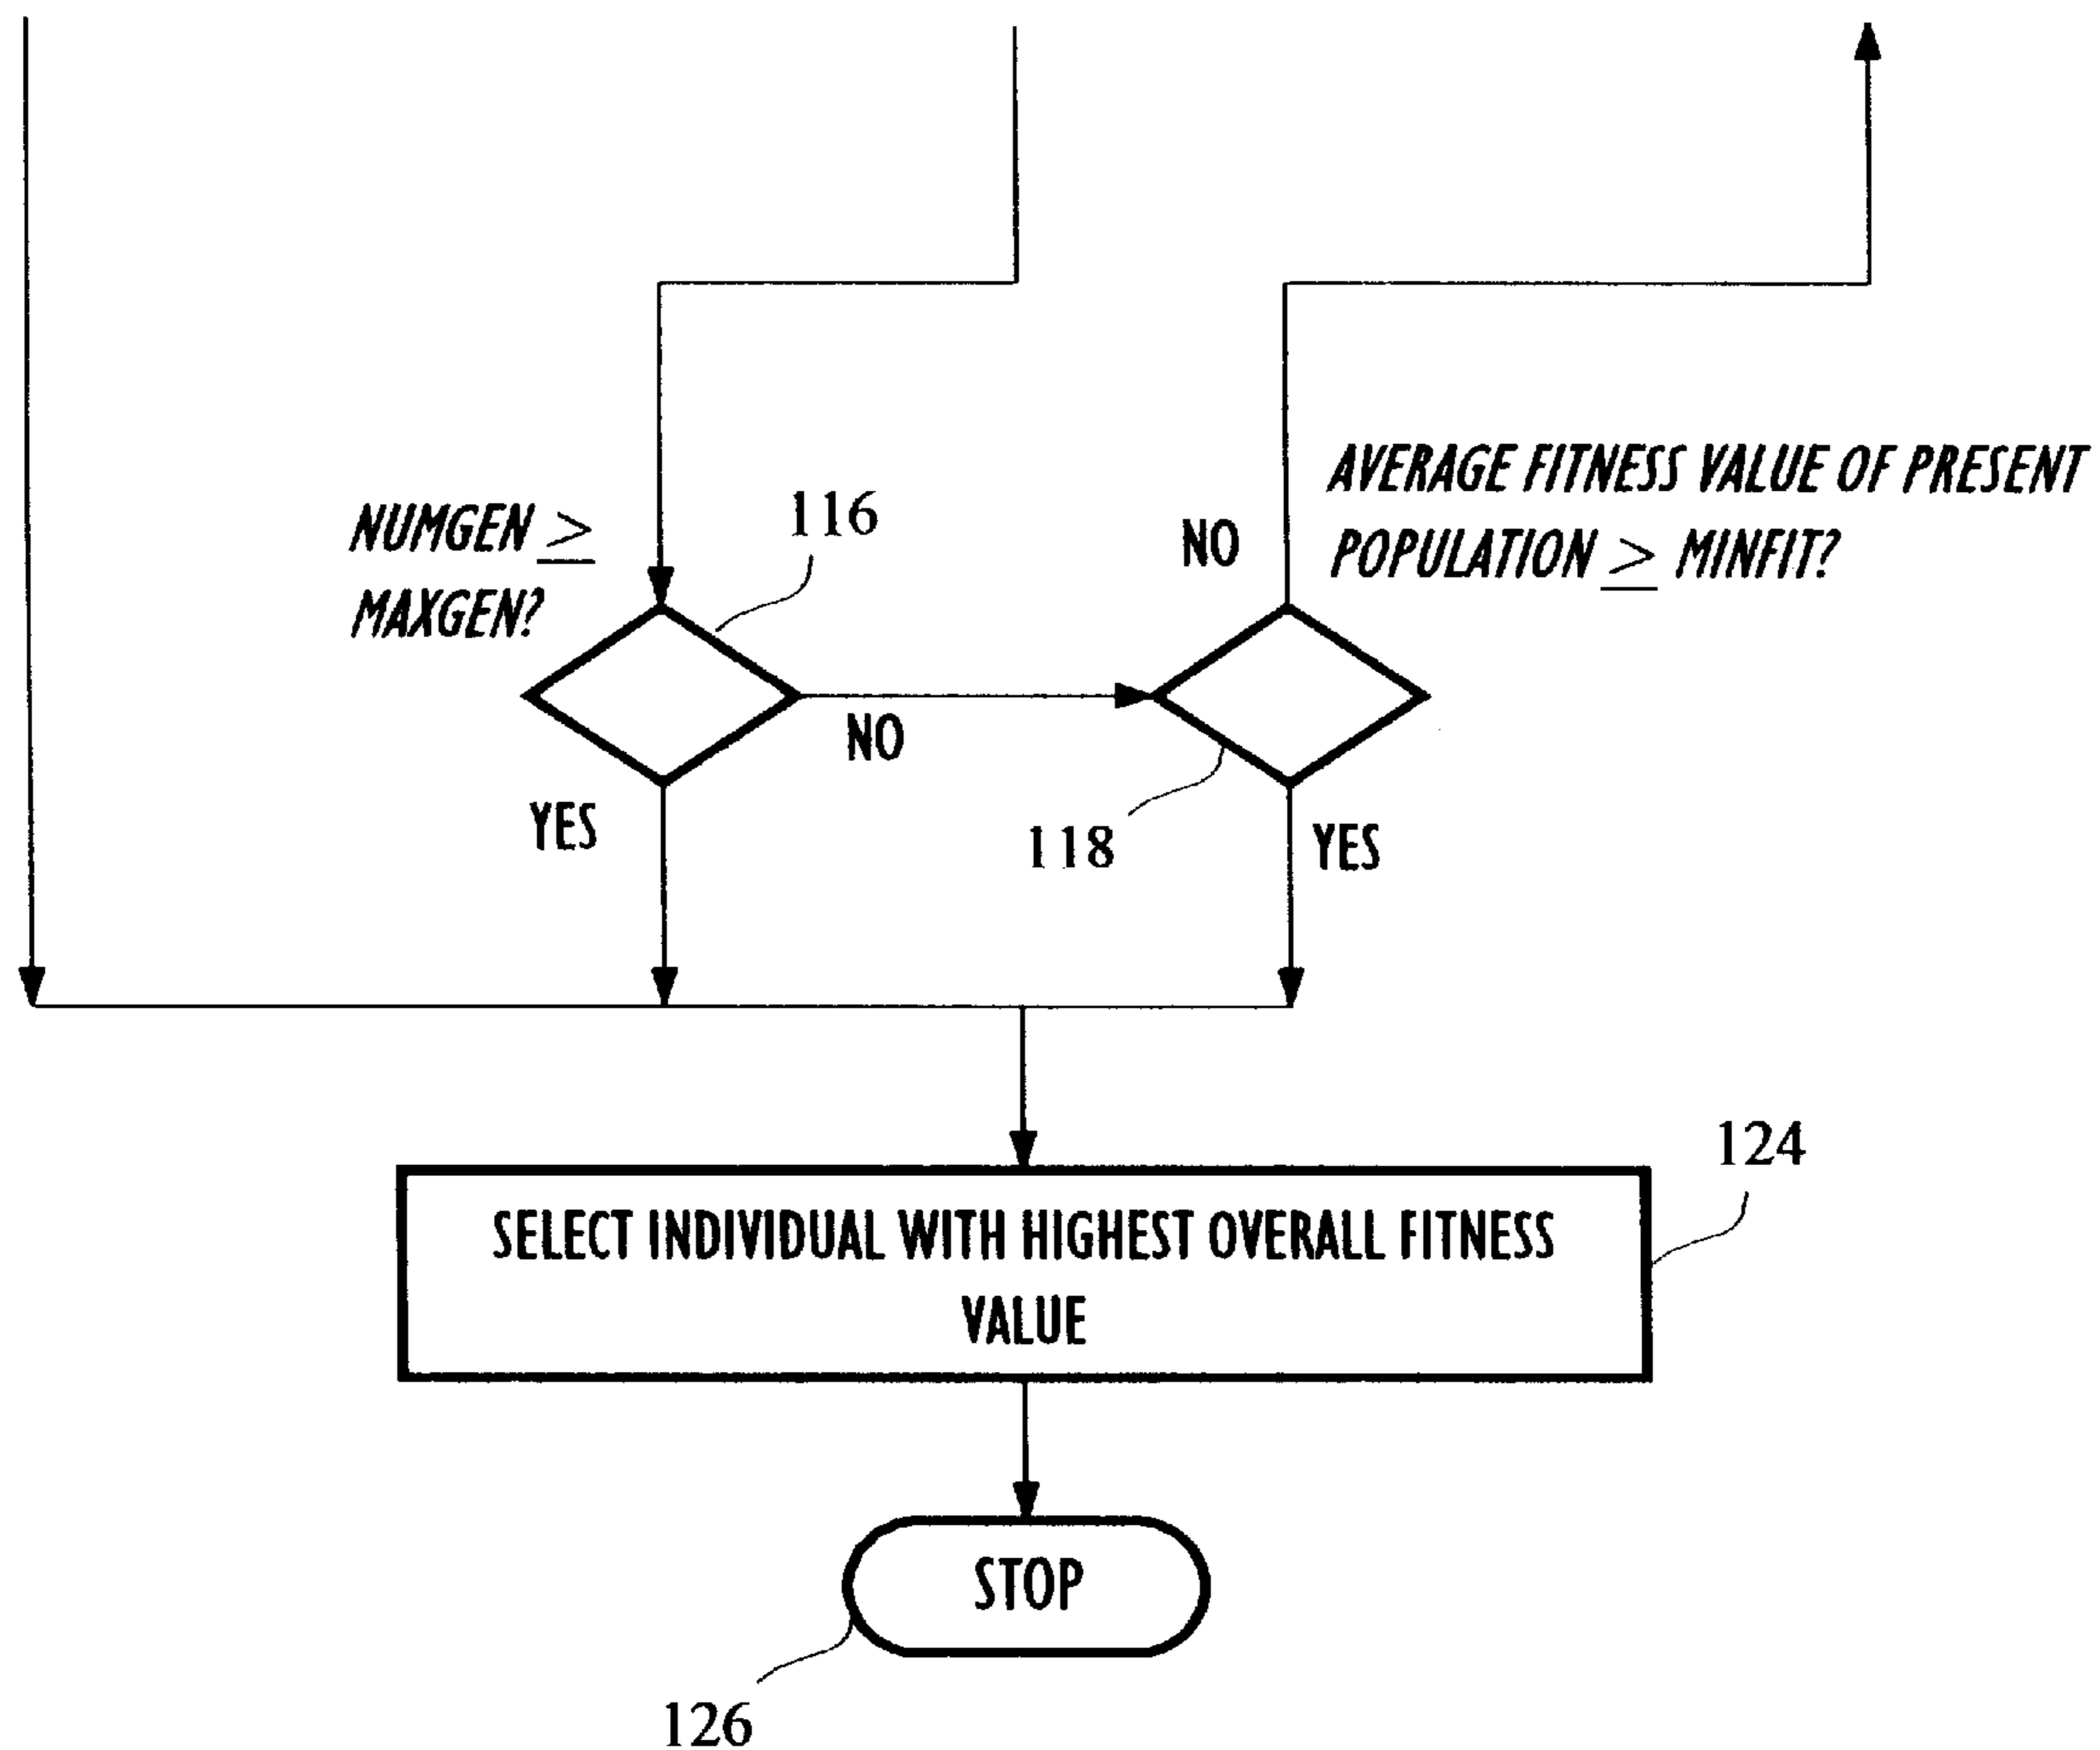 NUMGEN ≥
MAXGEN?
116
NO
AVERAGE FITNESS VALUE OF PRESENT
POPULATION ≥ MINFIT?
NO
YES
118
YES
124
SELECT INDIVIDUAL WITH HIGHEST OVERALL FITNESS
VALUE
STOP
126